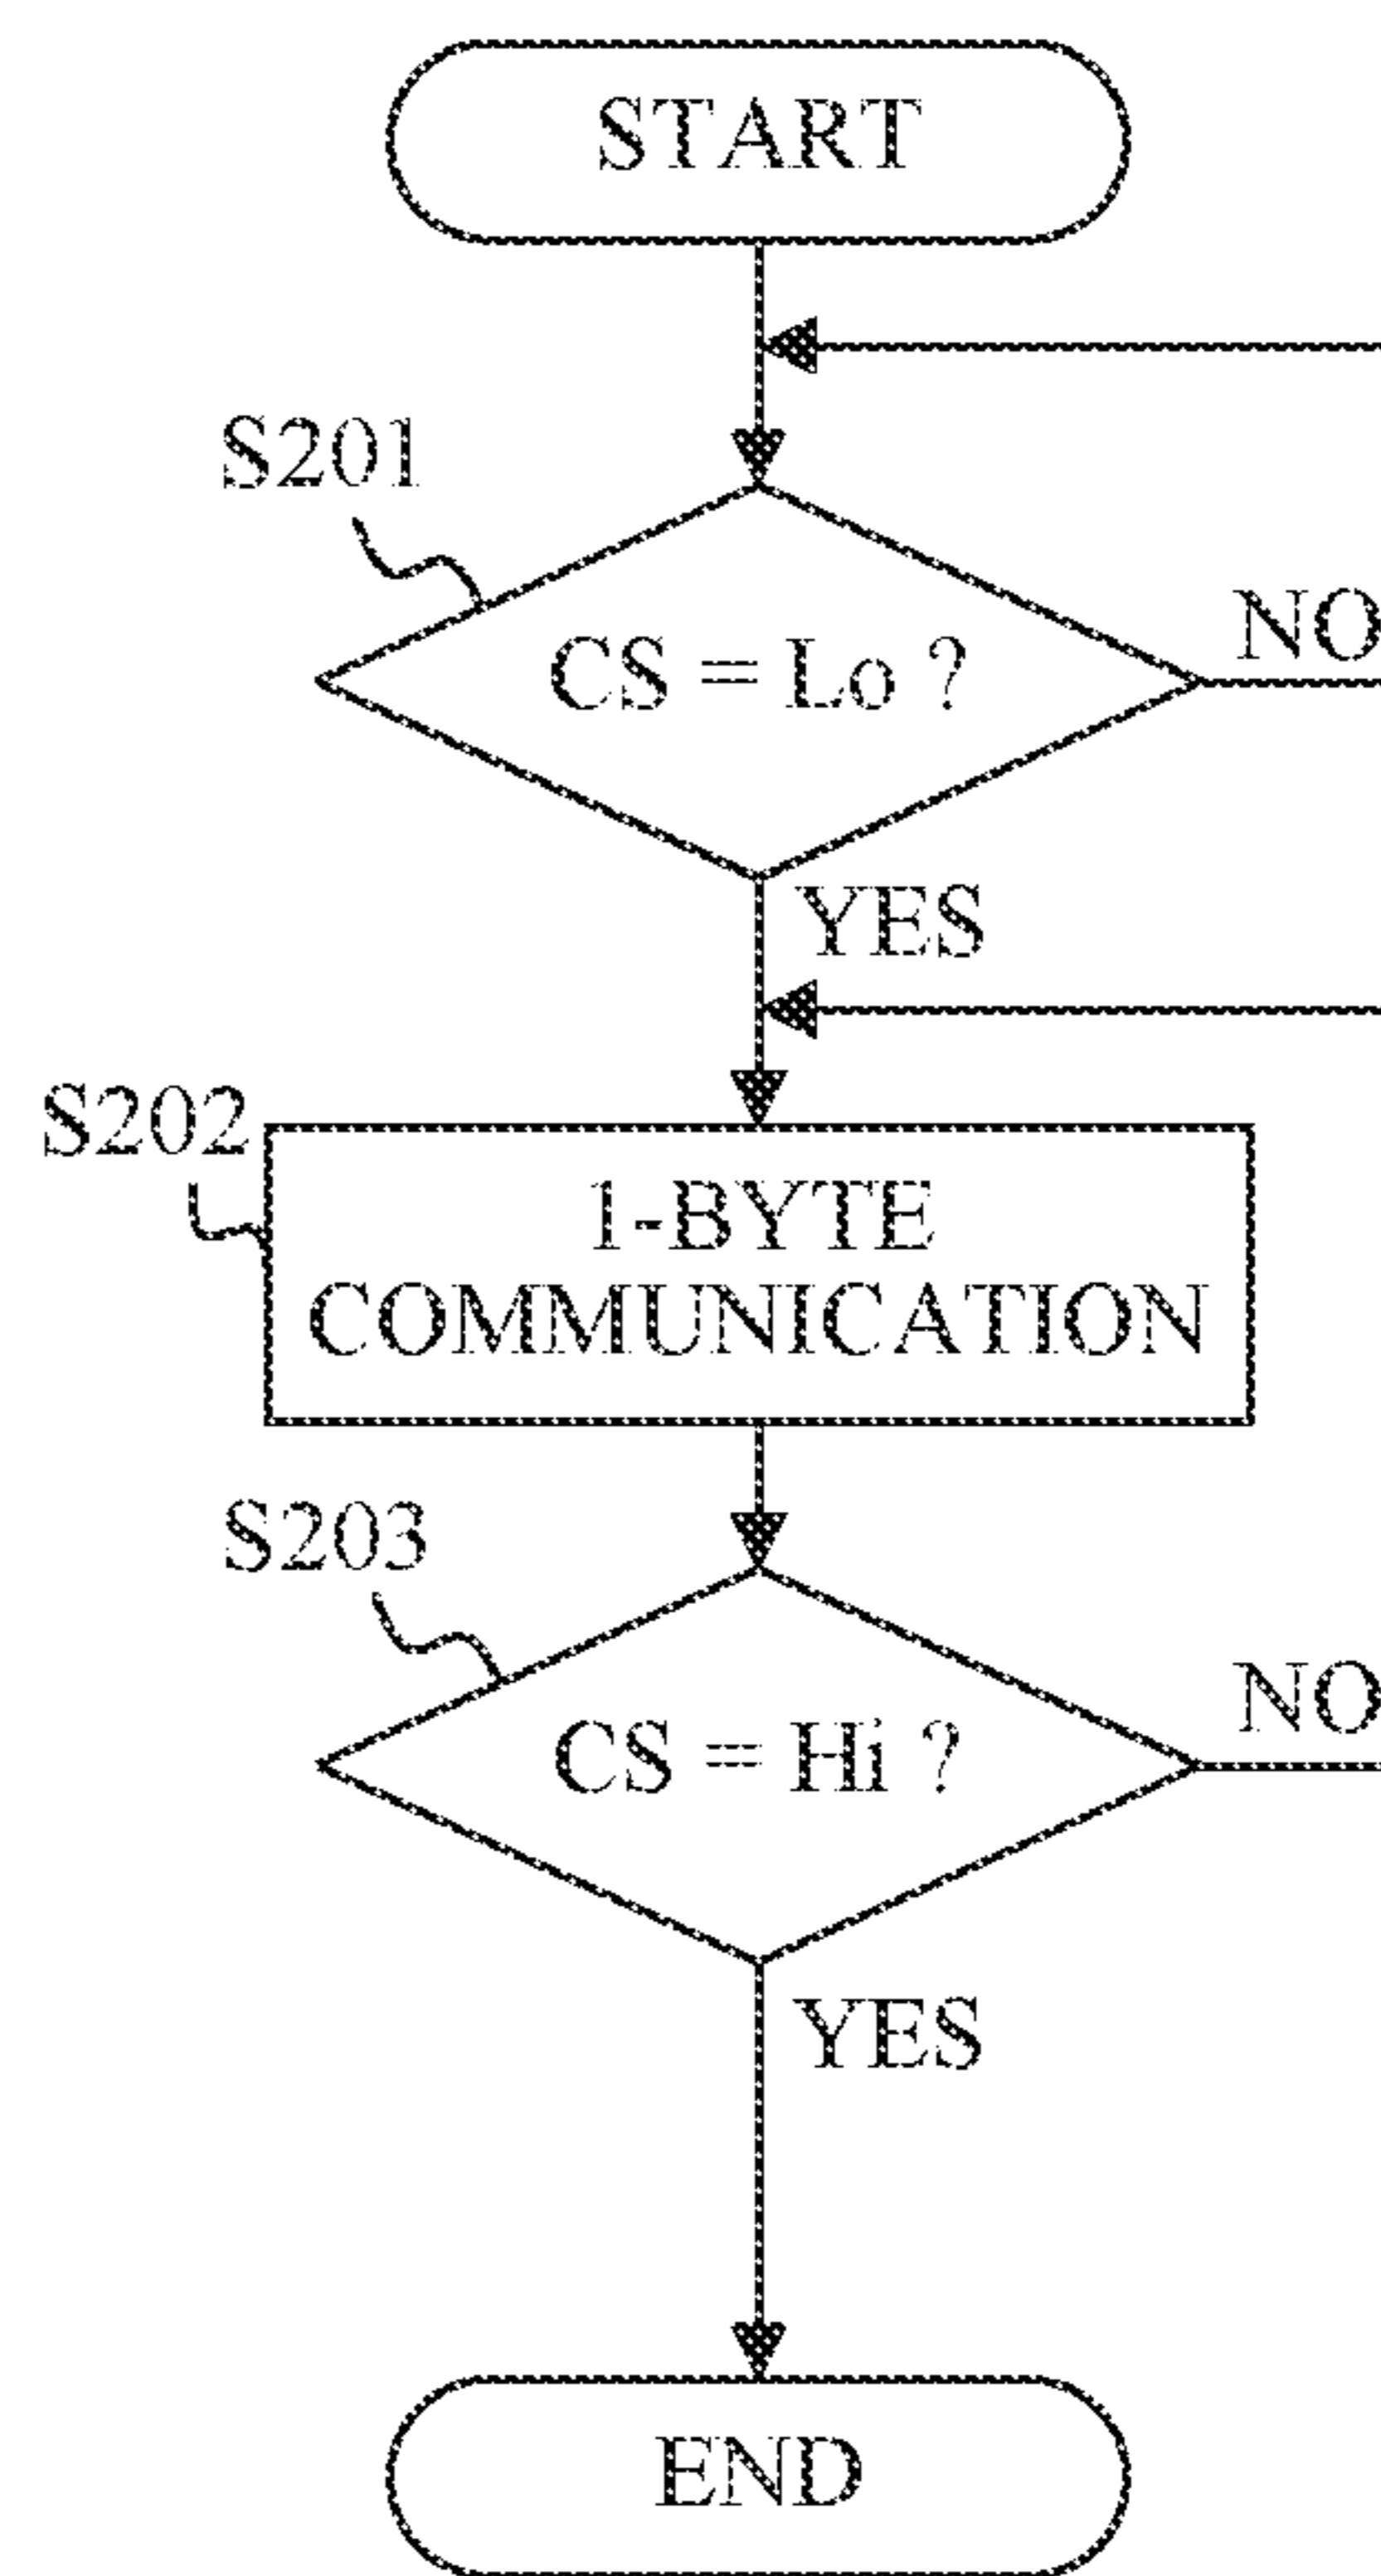 START
S201
CS = Lo ?
NO
YES
S202
1-BYTE
COMMUNICATION
S203
CS = Hi ?
NO
YES
END